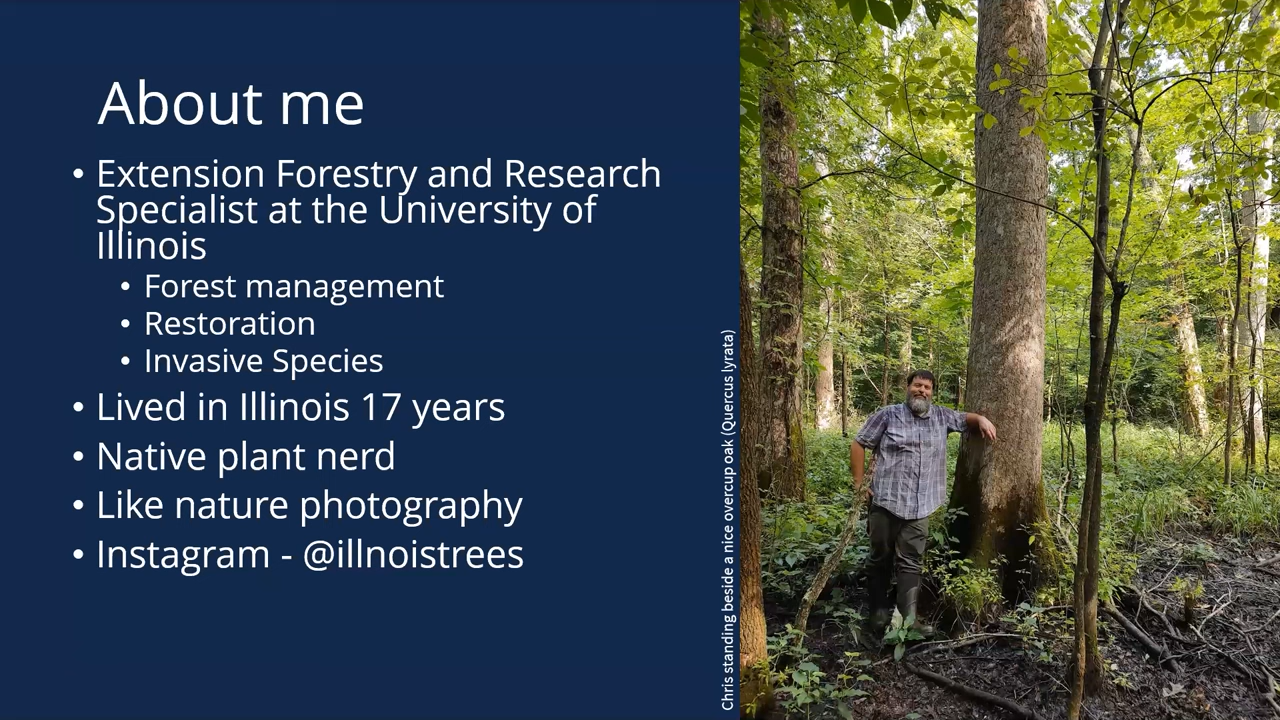 About me
• Extension Forestry and Research
Specialist at the University of
Illinois
• Forest management
• Restoration
• Invasive Species
• Lived in Illinois 17 years
• Native plant nerd
• Like nature photography
• Instagram - @illnoistrees
Chris standing beside a nice overcup oak (Quercus lyrata)